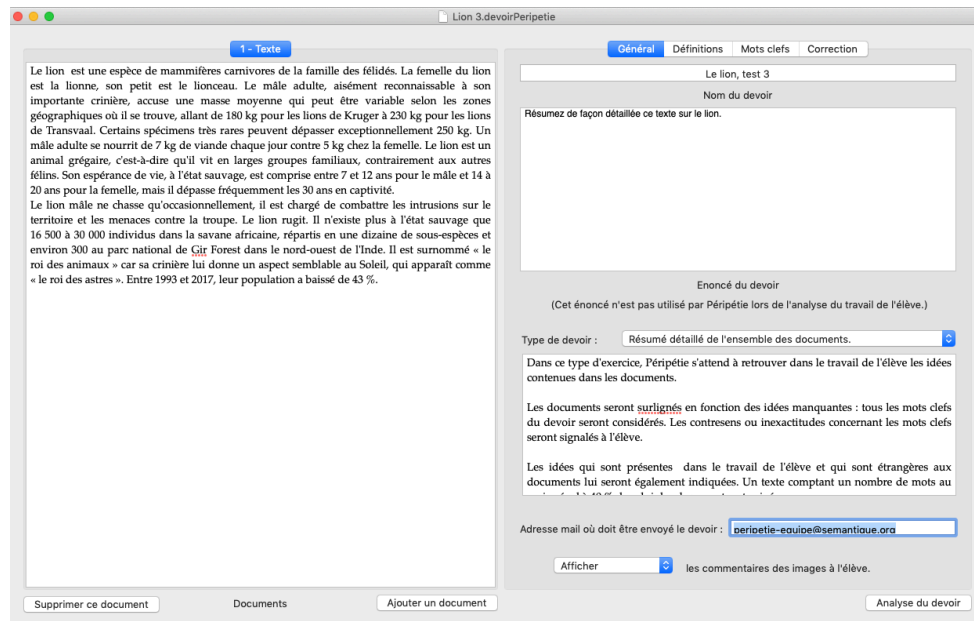 Lion 3.devoirPeripetie
1 - Texte
Le lion est une espèce de mammifères carnivores de la famille des félidés. La femelle du lion
est la lionne, son petit est le lionceau. Le mâle adulte, aisément reconnaissable à son
importante crinière, accuse une masse moyenne qui peut être variable selon les zones
géographiques où il se trouve, allant de 180 kg pour les lions de Kruger à 230 kg pour les lions
de Transvaal. Certains spécimens très rares peuvent dépasser exceptionnellement 250 kg. Un
mâle adulte se nourrit de 7 kg de viande chaque jour contre 5 kg chez la femelle. Le lion est un
animal grégaire, c'est-à-dire qu'il vit en larges groupes familiaux, contrairement aux autres
félins. Son espérance de vie, à l'état sauvage, est comprise entre 7 et 12 ans pour le mâle et 14 à
20 ans pour la femelle, mais il dépasse fréquemment les 30 ans en captivité.
Le lion mâle ne chasse qu'occasionnellement, il est chargé de combattre les intrusions sur le
territoire et les menaces contre la troupe. Le lion rugit. Il n'existe plus à l'état sauvage que
16 500 à 30 000 individus dans la savane africaine, répartis en une dizaine de sous-espèces et
environ 300 au parc national de Gir Forest dans le nord-ouest de l'Inde. Il est surnommé « le
roi des animaux » car sa crinière lui donne un aspect semblable au Soleil, qui apparaît comme
« le roi des astres ». Entre 1993 et 2017, leur population a baissé de 43 %.
Supprimer ce document
Documents
Ajouter un document
Général
Définitions
Mots clefs
Correction
Le lion, test 3
Nom du devoir
Résumez de façon détaillée ce texte sur le lion.
Enoncé du devoir
(Cet énoncé n'est pas utilisé par Péripétie lors de l'analyse du travail de l'élève.)
Type de devoir :
Résumé détaillé de l'ensemble des documents.
Dans ce type d'exercice, Péripétie s'attend à retrouver dans le travail de l'élève les idées
contenues dans les documents.
Les documents seront surlignés en fonction des idées manquantes : tous les mots clefs
du devoir seront considérés. Les contresens ou inexactitudes concernant les mots clefs
seront signalés à l'élève.
Les idées qui sont présentes dans le travail de l'élève et qui sont étrangères aux
documents lui seront également indiquées. Un texte comptant un nombre de mots au
Adresse mail où doit être envoyé le devoir :
peripetie-equipe@semantique.org
Afficher
les commentaires des images à l'élève.
Analyse du devoir